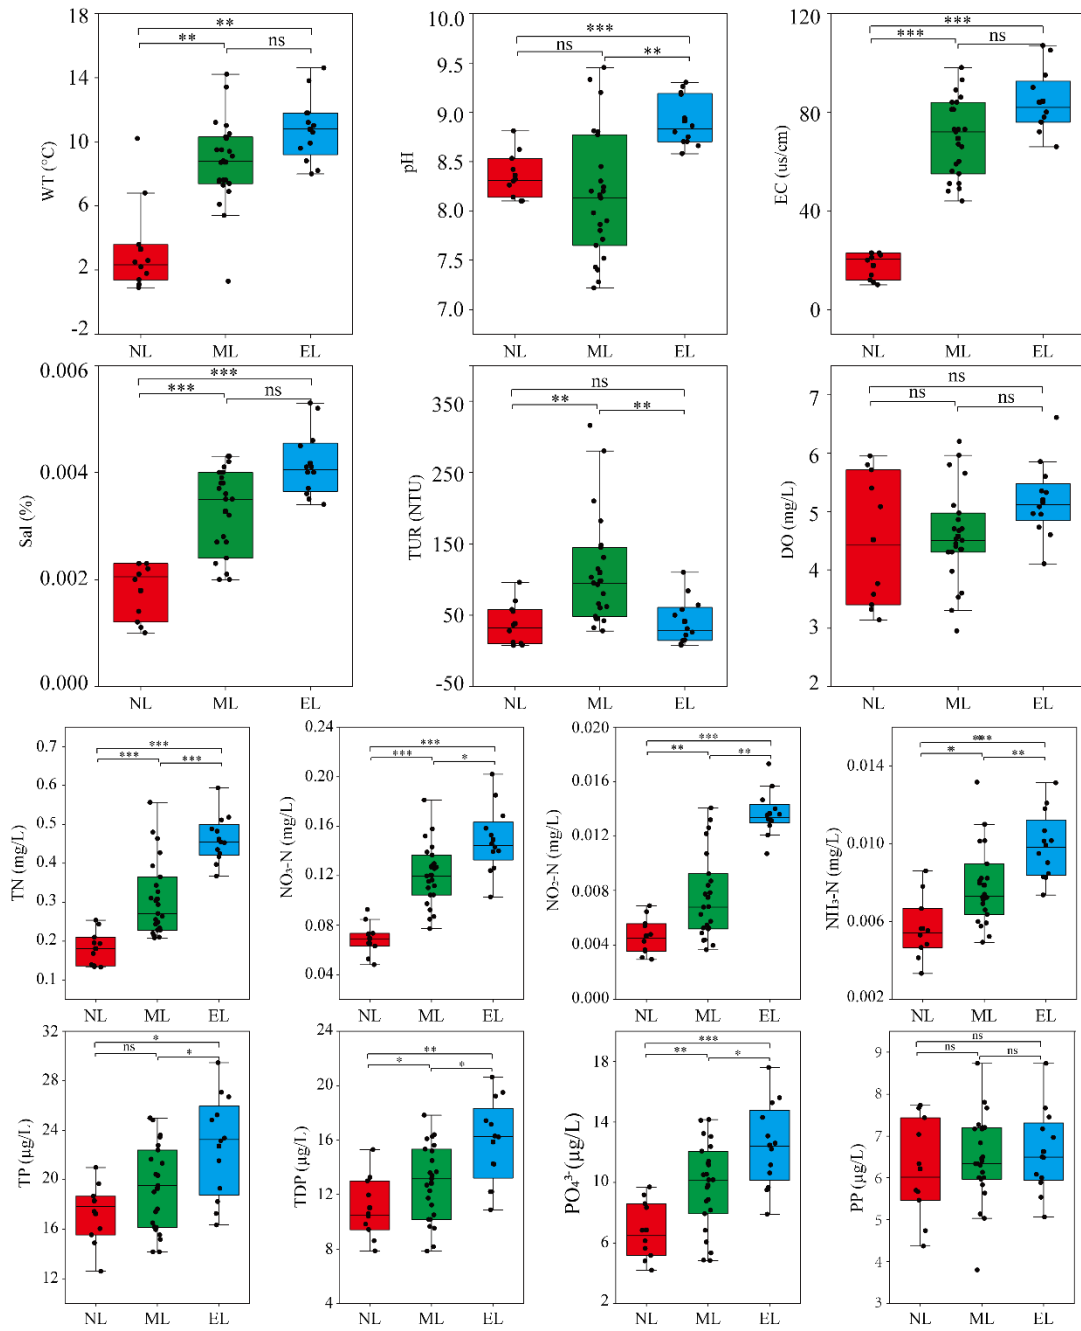 18
14
10
6
2
-2
WT (°C)
**
**
ns
NL ML EL
10.0
9.5
9.0
8.5
8.0
7.5
7.0
pH
***
ns
**
NL ML EL
120
80
40
0
EC (us/cm)
***
***
ns
NL ML EL
0.006
0.004
0.002
0.000
Sal (%)
***
***
ns
NL ML EL
350
250
150
50
-50
TUR (NTU)
ns
**
**
NL ML EL
7
6
5
4
3
2
DO (mg/L)
ns
ns
ns
NL ML EL
0.7
0.6
0.5
0.4
0.3
0.2
0.1
TN (mg/L)
***
***
***
NL ML EL
0.24
0.20
0.16
0.12
0.08
0.04
NO₃-N (mg/L)
***
***
*
NL ML EL
0.020
0.016
0.012
0.008
0.004
0.000
NO₂-N (mg/L)
***
**
**
NL ML EL
0.014
0.010
0.006
0.002
NH₃-N (mg/L)
***
*
**
NL ML EL
32
28
24
20
16
12
TP (μg/L)
*
ns
*
NL ML EL
24
20
16
12
8
4
TDP (μg/L)
**
*
*
NL ML EL
18
14
10
6
2
PO₄³⁻ (μg/L)
***
**
*
NL ML EL
9
8
7
6
5
4
3
PP (μg/L)
ns
ns
ns
NL ML EL